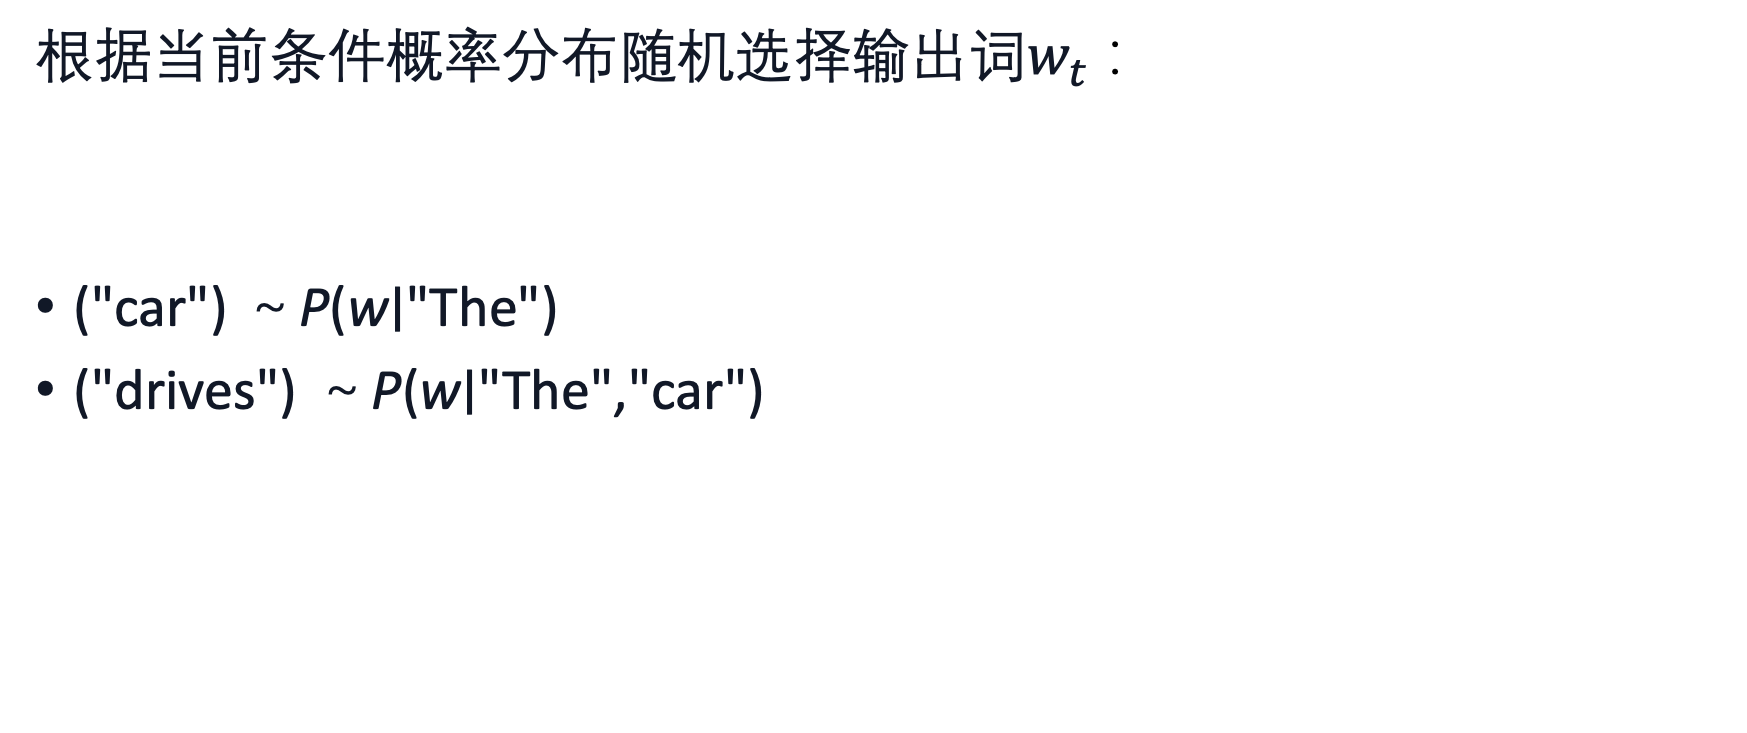 根据当前条件概率分布随机选择输出词wₜ：
• ("car") ~ P(w|"The")
• ("drives") ~ P(w|"The","car")